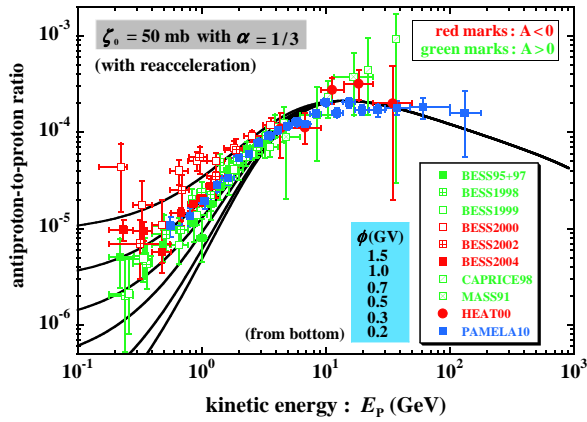 ζ₀ = 50 mb with α = 1/3
(with reacceleration)
red marks : A < 0
green marks : A > 0
antiproton-to-proton ratio
10⁻³
10⁻⁴
10⁻⁵
10⁻⁶
ϕ(GV)
1.5
1.0
0.7
0.5
0.3
0.2
(from bottom)
BESS95+97
BESS1998
BESS1999
BESS2000
BESS2002
BESS2004
CAPRICE98
MASS91
HEAT00
PAMELA10
10⁻¹ 10⁰ 10¹ 10² 10³
kinetic energy : E_P (GeV)